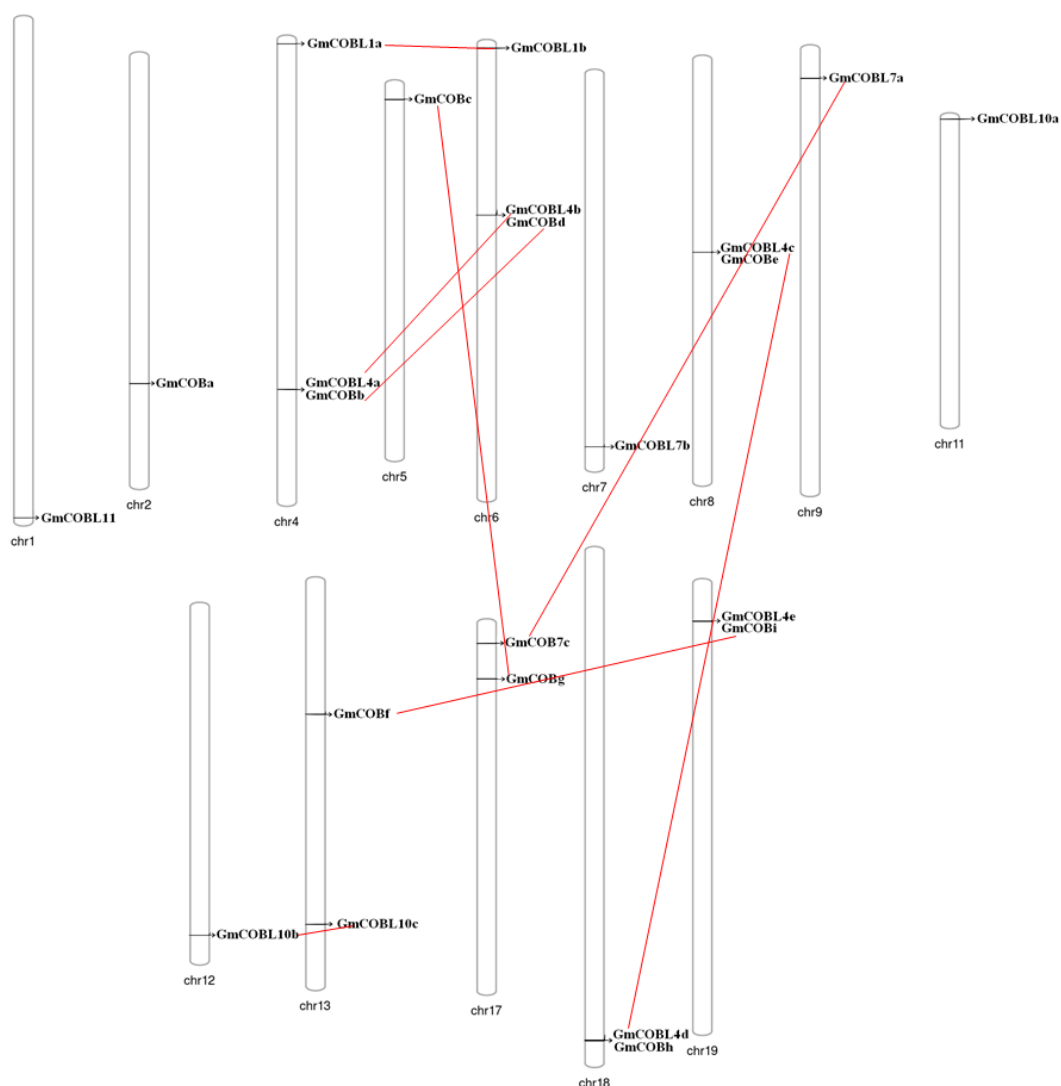 GmCOBL1a
GmCOBL1b
GmCOBL7a
GmCOBc
GmCOBL10a
GmCOBL4b
GmCOBd
GmCOBL4c
GmCOBe
GmCOBa
GmCOBL4a
GmCOBb
GmCOBL7b
chr11
chr5
chr7
chr8
chr2
chr9
chr4
chr6
GmCOBL11
chr1
GmCOBL4e
GmCOBi
GmCOB7c
GmCOBg
GmCOBf
GmCOBL10c
GmCOBL10b
chr12
chr13
chr17
GmCOBL4d
GmCOBh
chr19
chr18